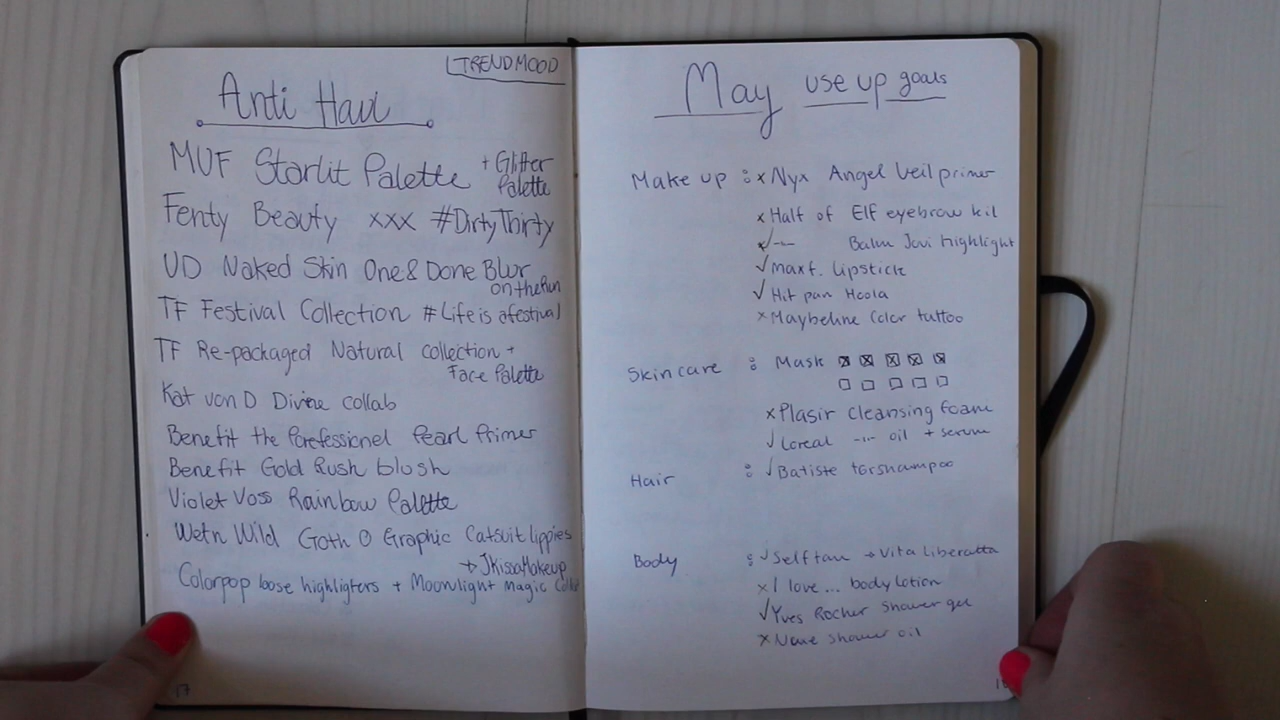 TRENDMOOD
Anti Haul
MUF Starlit Palette + Glitter
Palette
Fenty Beauty xxx #DirtyThirty
UD Naked Skin One & Done Blur
on the Run
TF Festival Collection #Life is a festival
TF Re-packaged Natural collection +
Face Palette
Kat von D Divine collab
Benefit the Porefessionel Pearl Primer
Benefit Gold Rush blush
Violet Voss Rainbow Palette
Wetn Wild Goth O Graphic Catsuit lippies
→ JKissaMakeup
Colorpop loose highligters + Moonlight Magic
17
May use up goals
Make up : x Nyx Angel Veil primer
x Half of Elf eyebrow kit
✓ -"- Balm Jovi highlight
✓ Maxf. lipstick
✓ Hit pan Hoola
x Maybelline Color tattoo
Skincare : Mask ☒ ☒ ☒ ☒ ☒
☐ ☐ ☐ ☐ ☐
x Plasir cleansing foam
✓ Loreal -"- oil + serum
Hair : ✓ Batiste torshampoo
Body : ✓ Selftan → Vita Liberatta
x I love... body lotion
✓ Yves Rocher shower gel
x shower oil